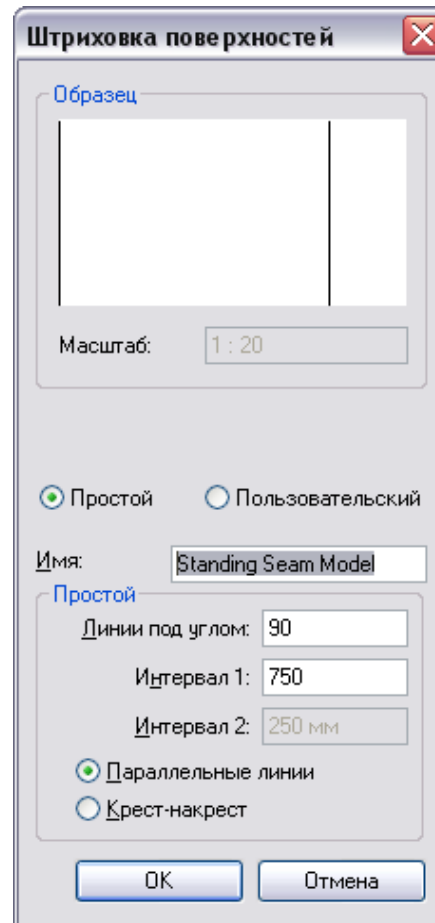 Штриховка поверхностей
Образец
Масштаб: 1 : 20
Простой Пользовательский
Имя: Standing Seam Model
Простой
Линии под углом: 90
Интервал 1: 750
Интервал 2: 250 мм
Параллельные линии
Крест-накрест
OK Отмена